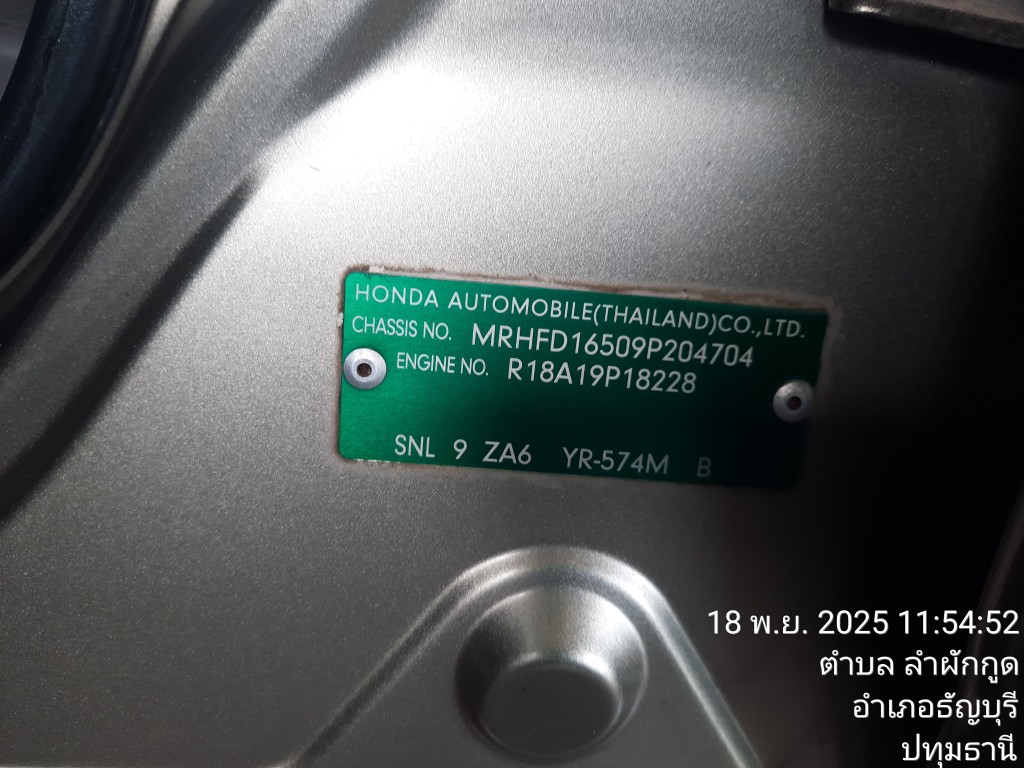 HONDA AUTOMOBILE(THAILAND)CO.,LTD.
CHASSIS NO. MRHFD16509P204704
ENGINE NO. R18A19P18228
SNL 9 ZA6 YR-574M B
18 พ.ย. 2025 11:54:52
ตำบล ลำผักกูด
อำเภอธัญบุรี
ปทุมธานี